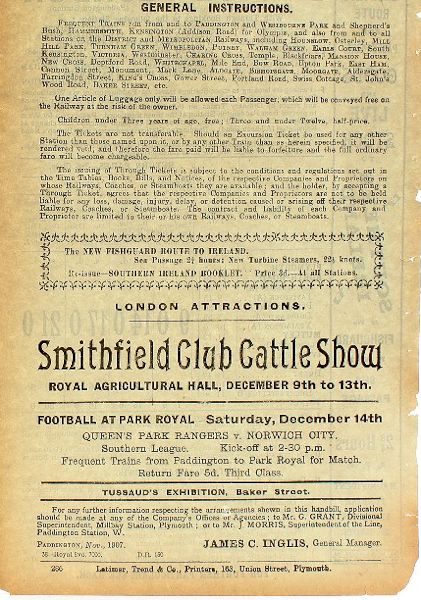 GENERAL INSTRUCTIONS.
FREQUENT TRAINS run from and to PADDINGTON and WESTBOURNE PARK and Shepherd's
Bush, HAMMERSMITH, KENSINGTON (Addison Road) for Olympia, and also from and to all
Stations on the DISTRICT and METROPOLITAN Railways, including HOUNSLOW, Osterley, MILL
HILL PARK, TURNHAM GREEN, WIMBLEDON, PUTNEY, WALHAM GREEN, EARLS COURT, SOUTH
Kensington, VICTORIA, WESTMINSTER, CHARING CROSS, Temple, Blackfriars, MANSION HOUSE,
NEW CROSS, Deptford Road, WHITECHAPEL, Mile End, Bow Road, Upton Park, EAST HAM,
Cannon Street, Monument, Mark Lane, ALDGATE, BISHOPSGATE, MOORGATE, Aldersgate,
Farringdon Street, KING'S CROSS, Gower Street, Portland Road, Swiss Cottage, St. John's
Wood Road, BAKER STREET, etc.
One Article of Luggage only will be allowed each Passenger, which will be conveyed free on
the Railway at the risk of the owner.
Children under Three years of age, free; Three and under Twelve, half-price.
The Tickets are not transferable. Should an Excursion Ticket be used for any other
Station than those named upon it, or by any other Train than as herein specified, it will be
rendered void, and therefore the fare paid will be liable to forfeiture and the full ordinary
fare will become chargeable.
The issuing of Through Tickets is subject to the conditions and regulations set out in
the Time Tables, Books, Bills, and Notices, of the respective Companies and Proprietors on
whose Railways, Coaches, or Steamboats they are available; and the holder, by accepting a
Through Ticket, agrees that the respective Companies and Proprietors are not to be held
liable for any loss, damage, injury, delay, or detention caused or arising off their respective
Railways, Coaches, or Steamboats. The contract and liability of each Company and
Proprietor are limited to their or his own Railways, Coaches, or Steamboats.
The NEW FISHGUARD ROUTE TO IRELAND.
Sea Passage 2¾ hours: New Turbine Steamers, 22½ knots.
Re-issue—SOUTHERN IRELAND BOOKLET. Price 3d.—At all Stations.
LONDON ATTRACTIONS.
Smithfield Club Cattle Show
ROYAL AGRICULTURAL HALL, DECEMBER 9th to 13th.
FOOTBALL AT PARK ROYAL Saturday, December 14th
QUEEN'S PARK RANGERS v. NORWICH CITY.
Southern League. Kick-off at 2-30 p.m.
Frequent Trains from Paddington to Park Royal for Match.
Return Fare 5d. Third Class.
TUSSAUD'S EXHIBITION, Baker Street.
For any further information respecting the arrangements shewn in this handbill, application
should be made at any of the Company's Offices or Agencies; to Mr. G. GRANT, Divisional
Superintendent, Millbay Station, Plymouth; or to Mr. J MORRIS, Superintendent of the Line,
Paddington Station, W.
PADDINGTON, Nov., 1907. JAMES C. INGLIS, General Manager.
266 Latimer, Trend & Co., Printers, 163, Union Street, Plymouth.